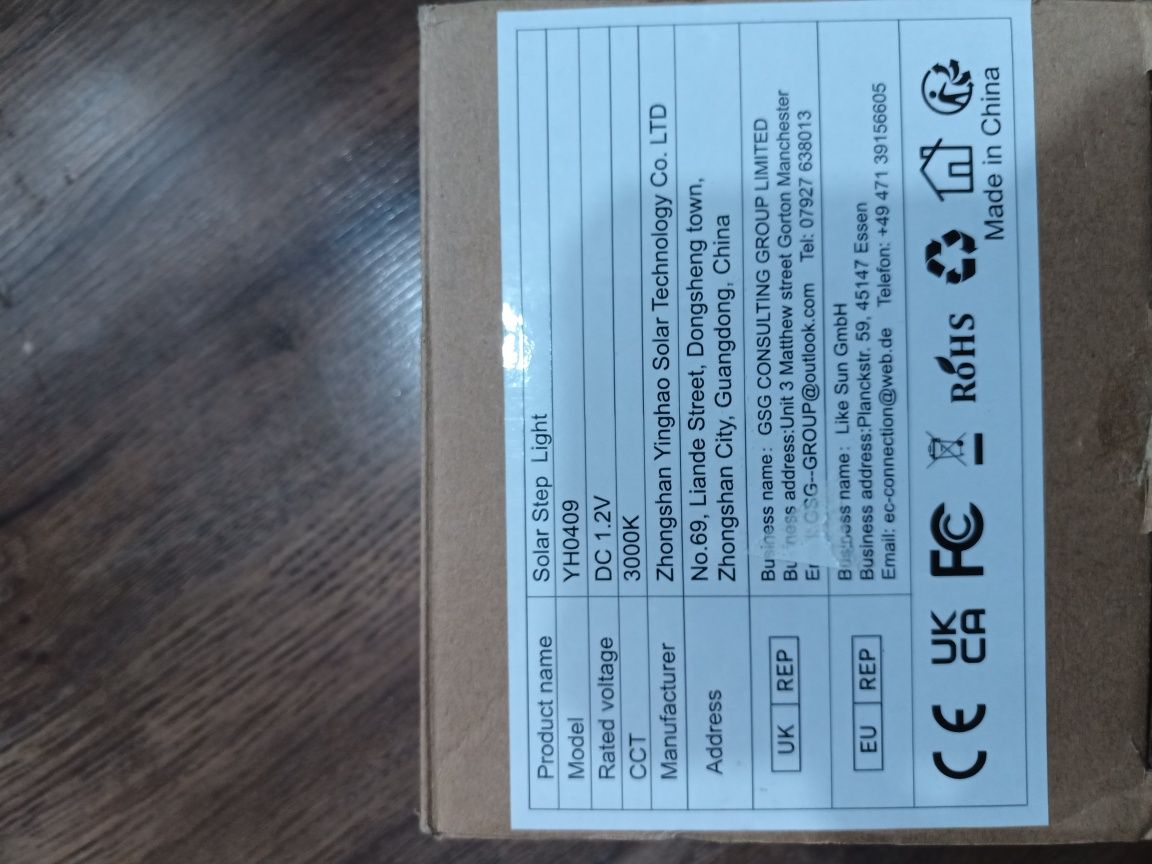 Product name Solar Step Light
Model YH0409
Rated voltage DC 1.2V
CCT 3000K
Manufacturer Zhongshan Yinghao Solar Technology Co. LTD
Address No.69, Liande Street, Dongsheng town,
Zhongshan City, Guangdong, China
UK REP
Business name: GSG CONSULTING GROUP LIMITED
Business address:Unit 3 Matthew street Gorton Manchester
GSG--GROUP@outlook.com Tel: 07927 638013
EU REP
Business name: Like Sun GmbH
Business address:Planckstr, 59, 45147 Essen
Email: ec-connection@web.de Telefon: +49 471 39156605
CE UK CA FC RoHS
Made in China